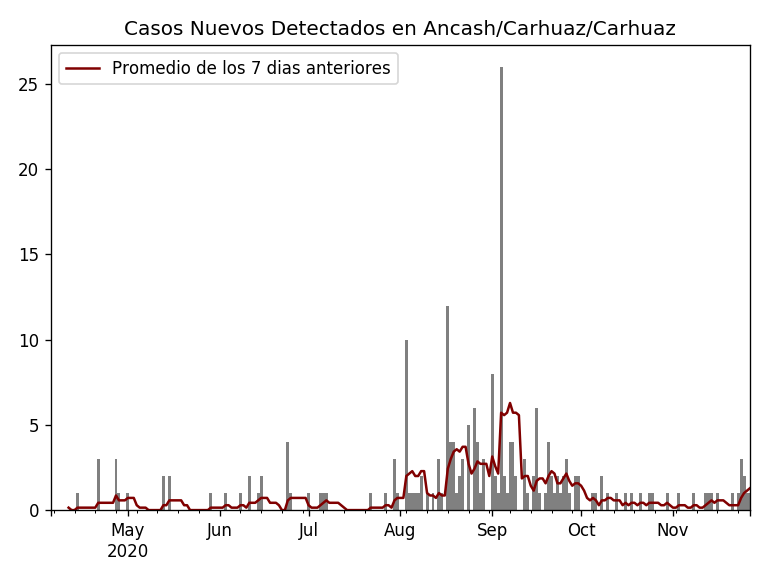 Casos Nuevos Detectados en Ancash/Carhuaz/Carhuaz
Promedio de los 7 dias anteriores
25
20
15
10
5
0
May Jun Jul Aug Sep Oct Nov
2020